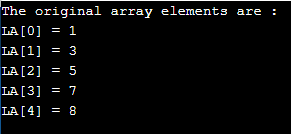 The original array elements are :
LA[0] = 1
LA[1] = 3
LA[2] = 5
LA[3] = 7
LA[4] = 8